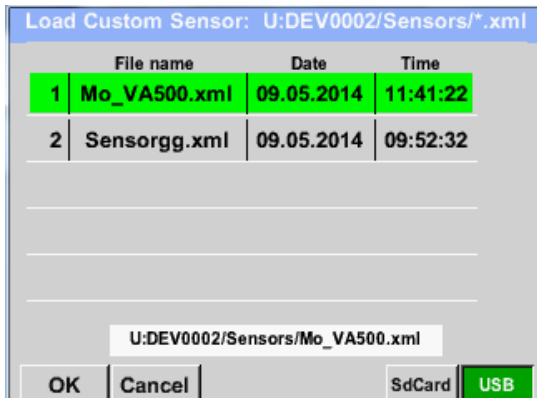 Load Custom Sensor: U:DEV0002/Sensors/*.xml
File name Date Time
1 Mo_VA500.xml 09.05.2014 11:41:22
2 Sensorgg.xml 09.05.2014 09:52:32
U:DEV0002/Sensors/Mo_VA500.xml
OK Cancel SdCard USB